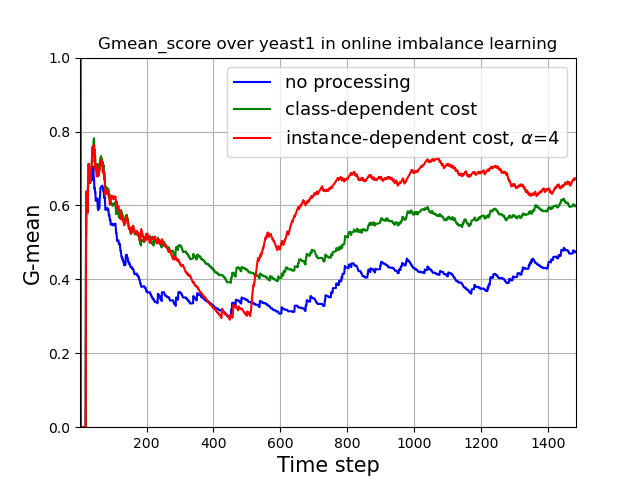 Gmean_score over yeast1 in online imbalance learning
no processing
class-dependent cost
instance-dependent cost, α=4
G-mean
1.0
0.8
0.6
0.4
0.2
0.0
200 400 600 800 1000 1200 1400
Time step